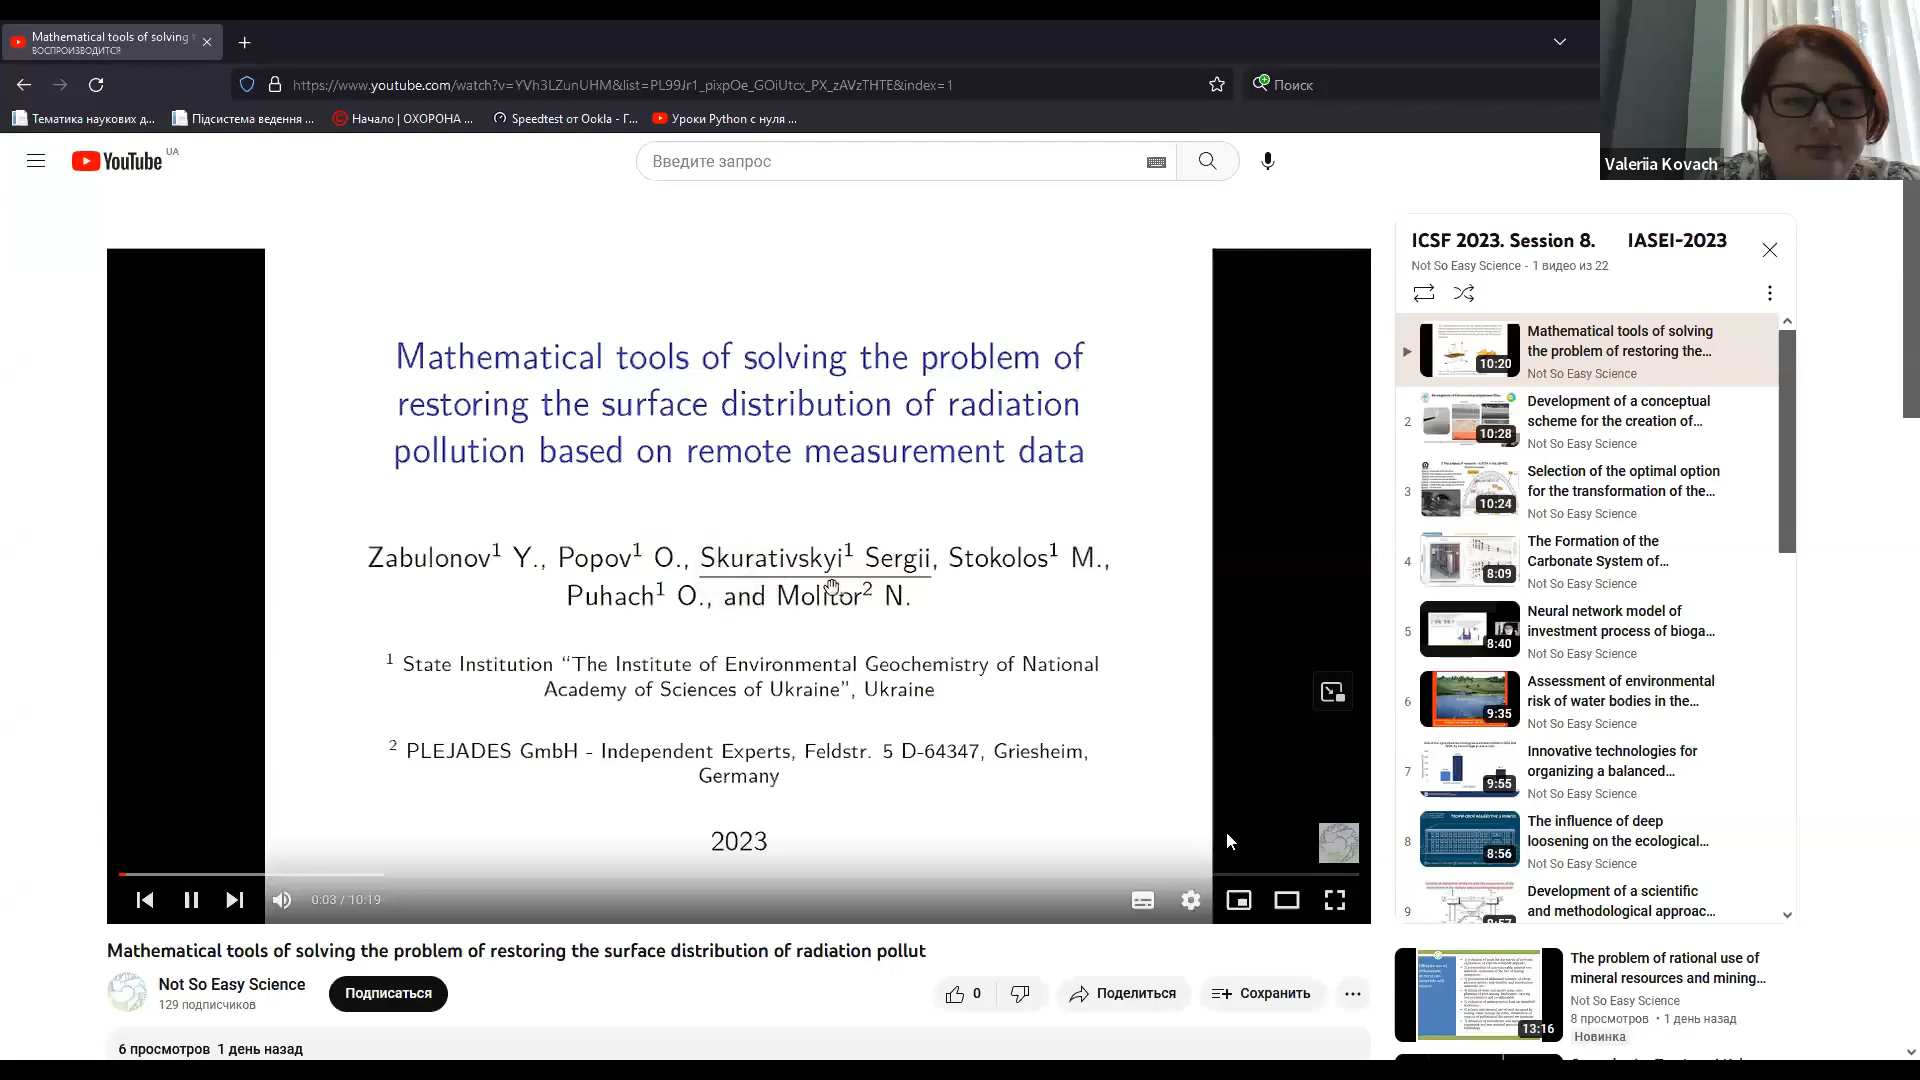 Mathematical tools of solving
ВОСПРОИЗВОДИТСЯ
https://www.youtube.com/watch?v=YVh3LZunUHM&list=PL99Jr1_pixpOe_GOiUtcx_PX_zAVzTHTE&index=1
Поиск
Тематика наукових д...
Підсистема ведення ...
Начало | ОХОРОНА ...
Speedtest от Ookla - Г...
Уроки Python с нуля ...
Valeriia Kovach
YouTube
UA
Введите запрос
Mathematical tools of solving the problem of
restoring the surface distribution of radiation
pollution based on remote measurement data
Zabulonov¹ Y., Popov¹ O., Skurativskyi¹ Sergii, Stokolos¹ M.,
Puhach¹ O., and Molitor² N.
¹ State Institution “The Institute of Environmental Geochemistry of National
Academy of Sciences of Ukraine”, Ukraine
² PLEJADES GmbH - Independent Experts, Feldstr. 5 D-64347, Griesheim,
Germany
2023
0:03 / 10:19
Mathematical tools of solving the problem of restoring the surface distribution of radiation pollut
Not So Easy Science
129 подписчиков
Подписаться
0
Поделиться
Сохранить
6 просмотров 1 день назад
ICSF 2023. Session 8. IASEI-2023
Not So Easy Science - 1 видео из 22
10:20
Mathematical tools of solving
the problem of restoring the...
Not So Easy Science
2
10:28
Development of a conceptual
scheme for the creation of...
Not So Easy Science
3
10:24
Selection of the optimal option
for the transformation of the...
Not So Easy Science
4
8:09
The Formation of the
Carbonate System of...
Not So Easy Science
5
8:40
Neural network model of
investment process of bioga...
Not So Easy Science
6
9:35
Assessment of environmental
risk of water bodies in the...
Not So Easy Science
7
9:55
Innovative technologies for
organizing a balanced...
Not So Easy Science
8
8:56
The influence of deep
loosening on the ecological...
Not So Easy Science
9
Development of a scientific
and methodological approac...
13:16
The problem of rational use of
mineral resources and mining...
Not So Easy Science
8 просмотров • 1 день назад
Новинка